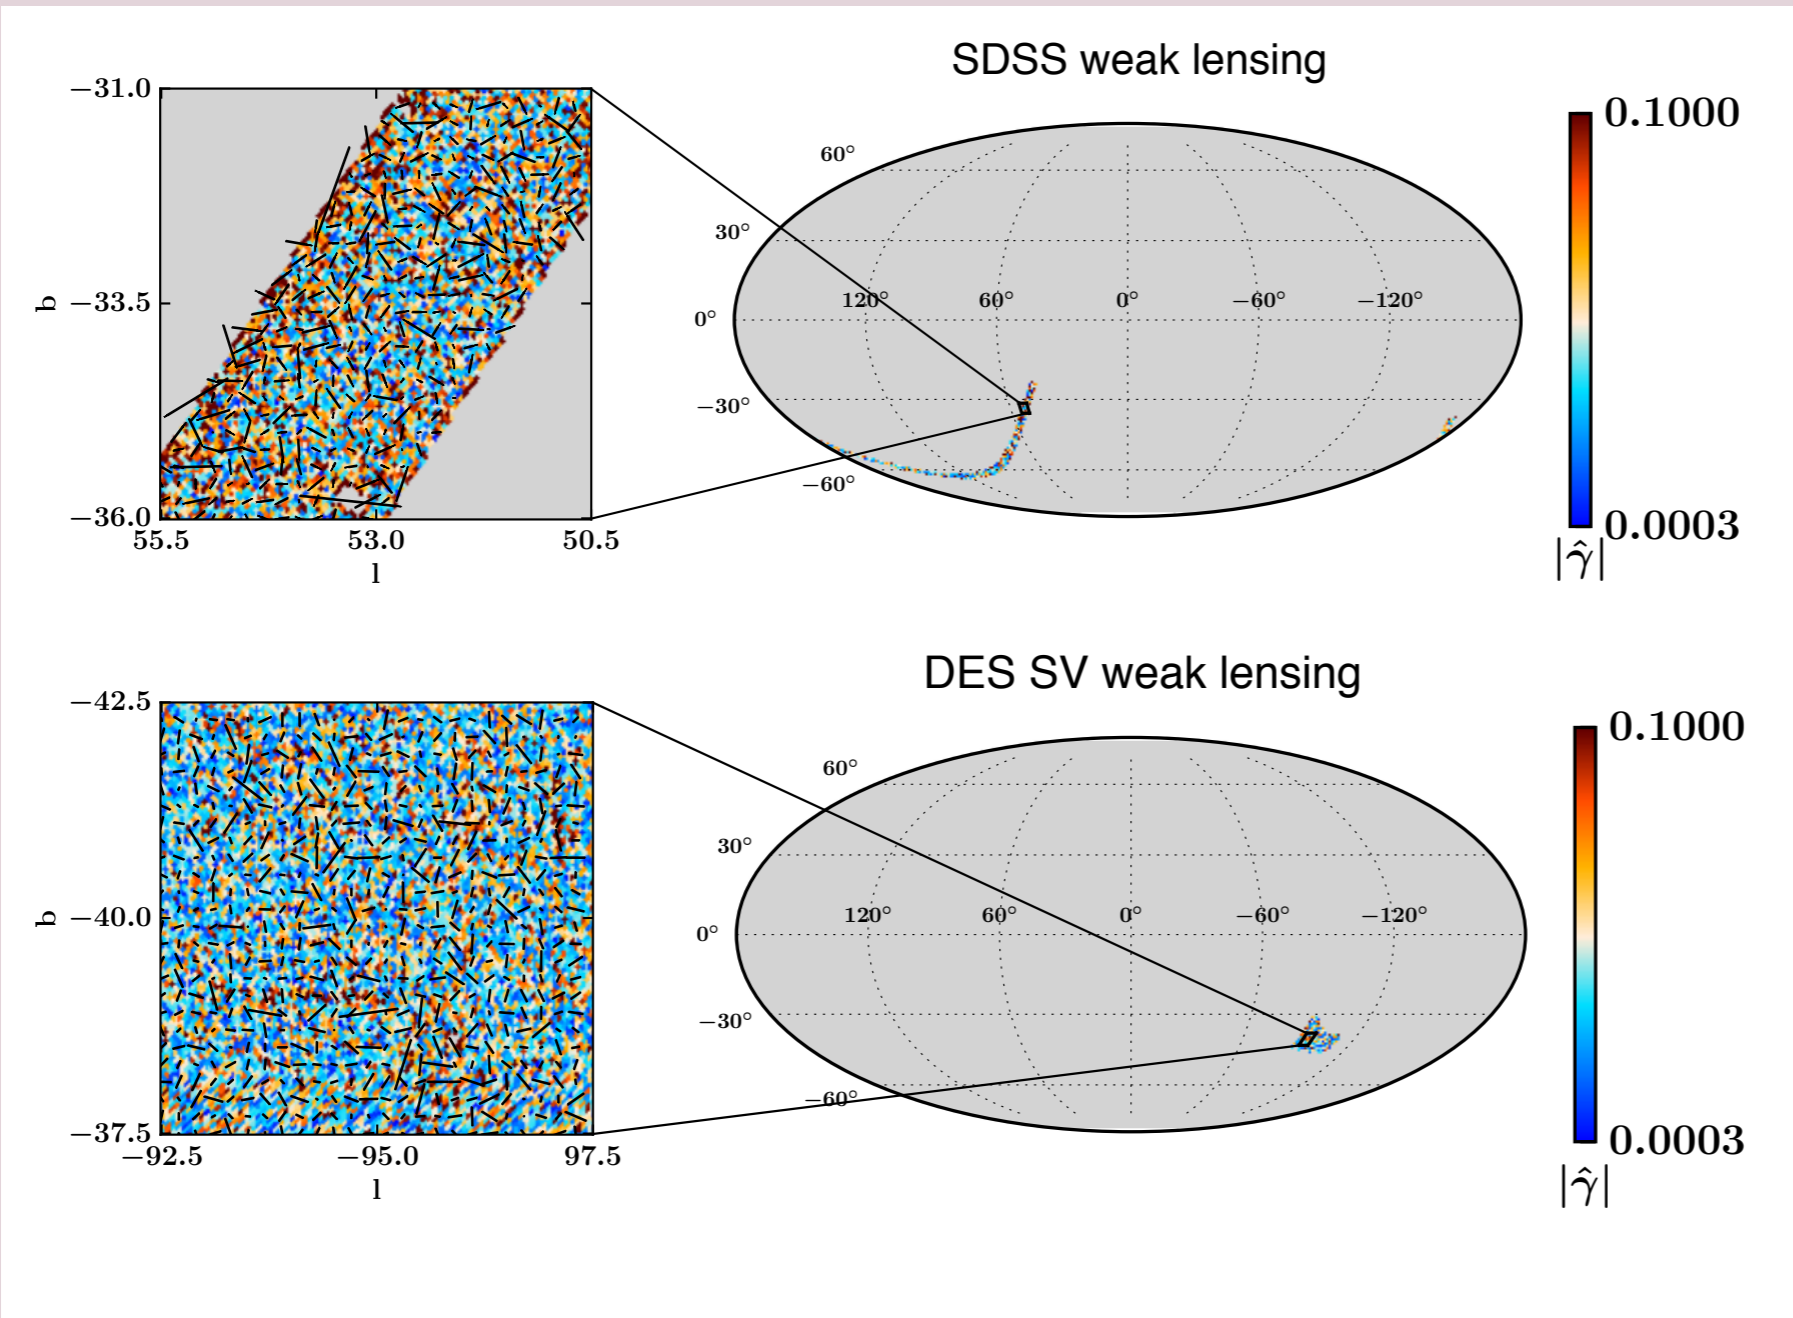 SDSS weak lensing
−31.0
−33.5
−36.0
b
55.5 53.0 50.5
l
60°
30°
0°
−30°
−60°
120° 60° 0° −60° −120°
0.1000
0.0003
|γ̂|
DES SV weak lensing
−42.5
−40.0
−37.5
b
−92.5 −95.0 97.5
l
60°
30°
0°
−30°
−60°
120° 60° 0° −60° −120°
0.1000
0.0003
|γ̂|